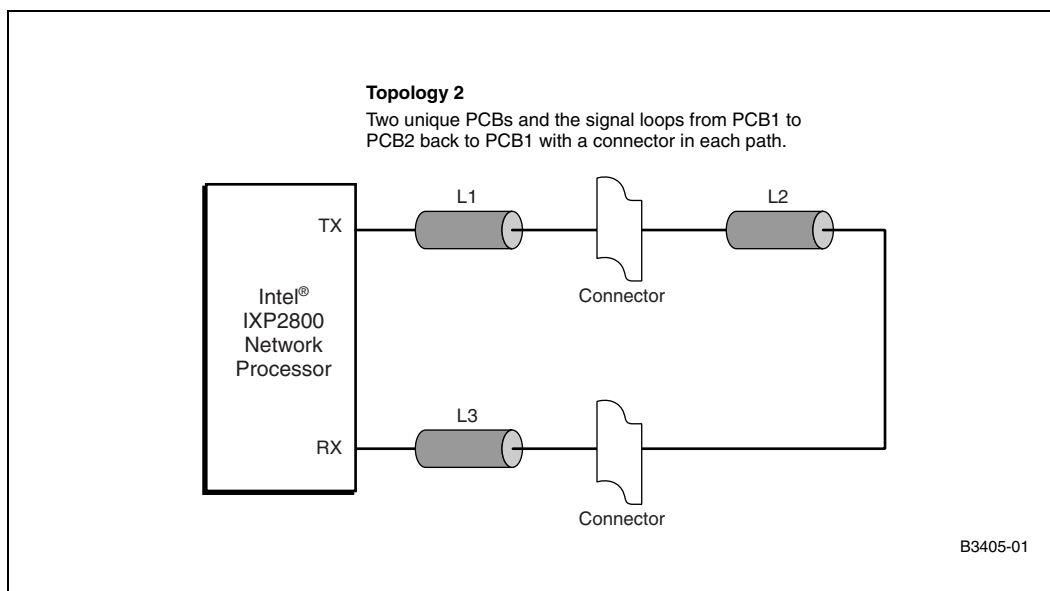 Topology 2
Two unique PCBs and the signal loops from PCB1 to
PCB2 back to PCB1 with a connector in each path.
L1
L2
TX
Connector
Intel®
IXP2800
Network
Processor
L3
RX
Connector
B3405-01